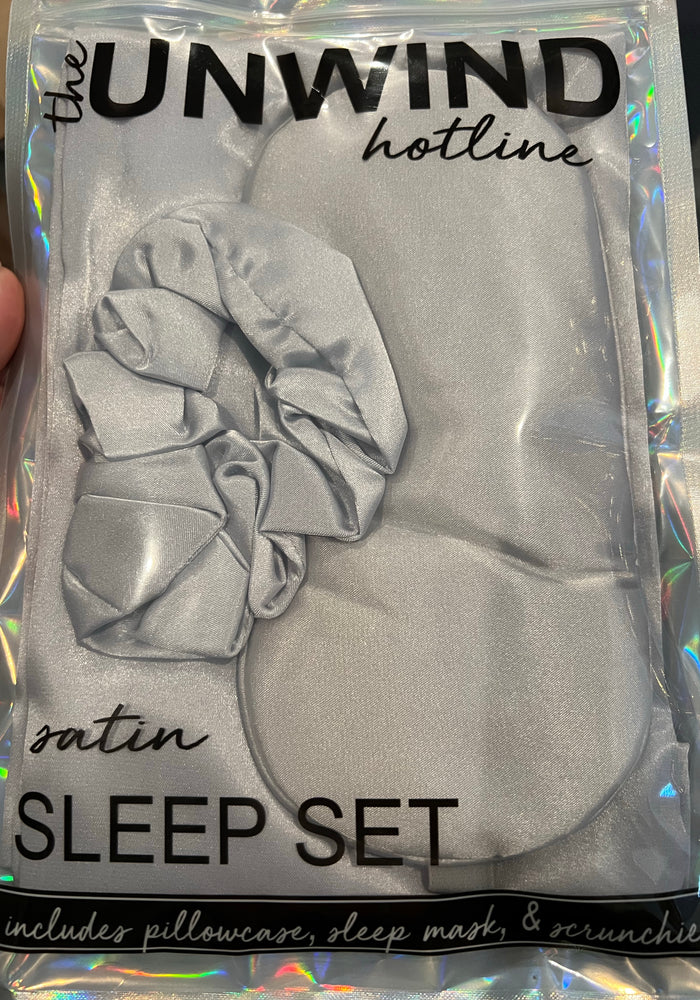 the UNWIND
hotline
satin
SLEEP SET
includes pillowcase, sleep mask, & scrunchie